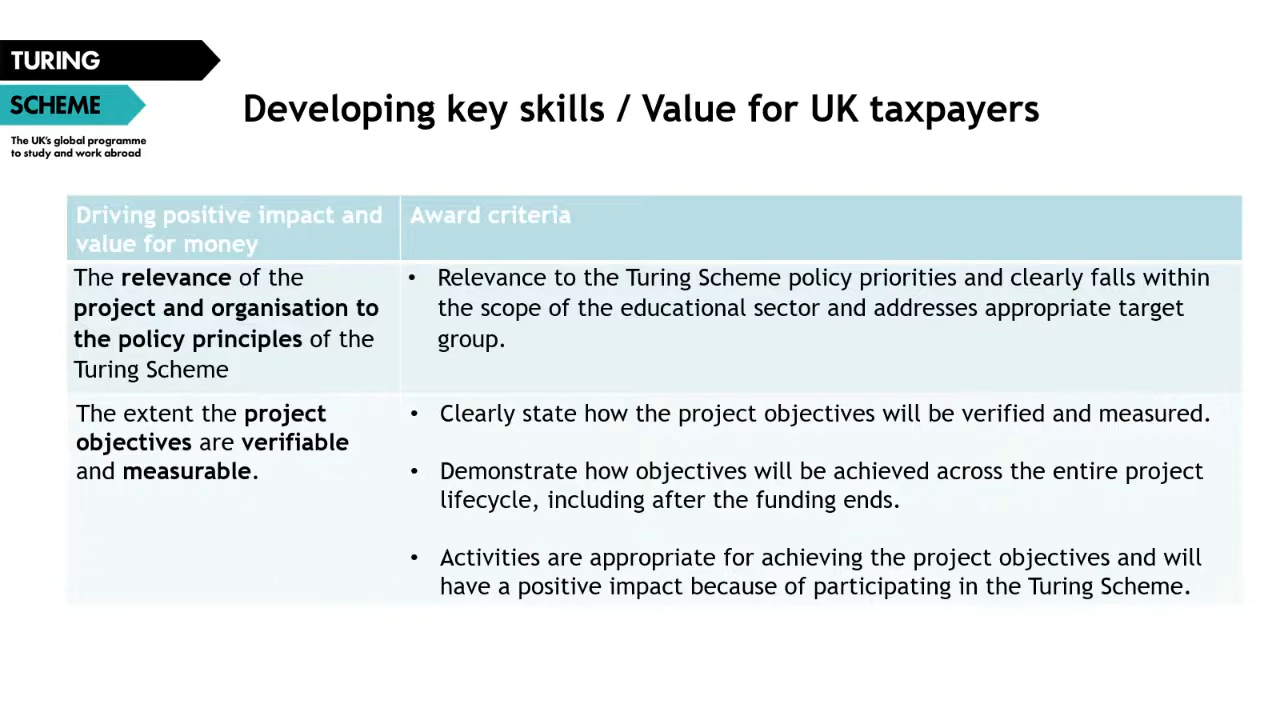 TURING
SCHEME
The UK's global programme
to study and work abroad
Developing key skills / Value for UK taxpayers
Driving positive impact and
value for money
Award criteria
The relevance of the
project and organisation to
the policy principles of the
Turing Scheme
• Relevance to the Turing Scheme policy priorities and clearly falls within
the scope of the educational sector and addresses appropriate target
group.
The extent the project
objectives are verifiable
and measurable.
• Clearly state how the project objectives will be verified and measured.
• Demonstrate how objectives will be achieved across the entire project
lifecycle, including after the funding ends.
• Activities are appropriate for achieving the project objectives and will
have a positive impact because of participating in the Turing Scheme.